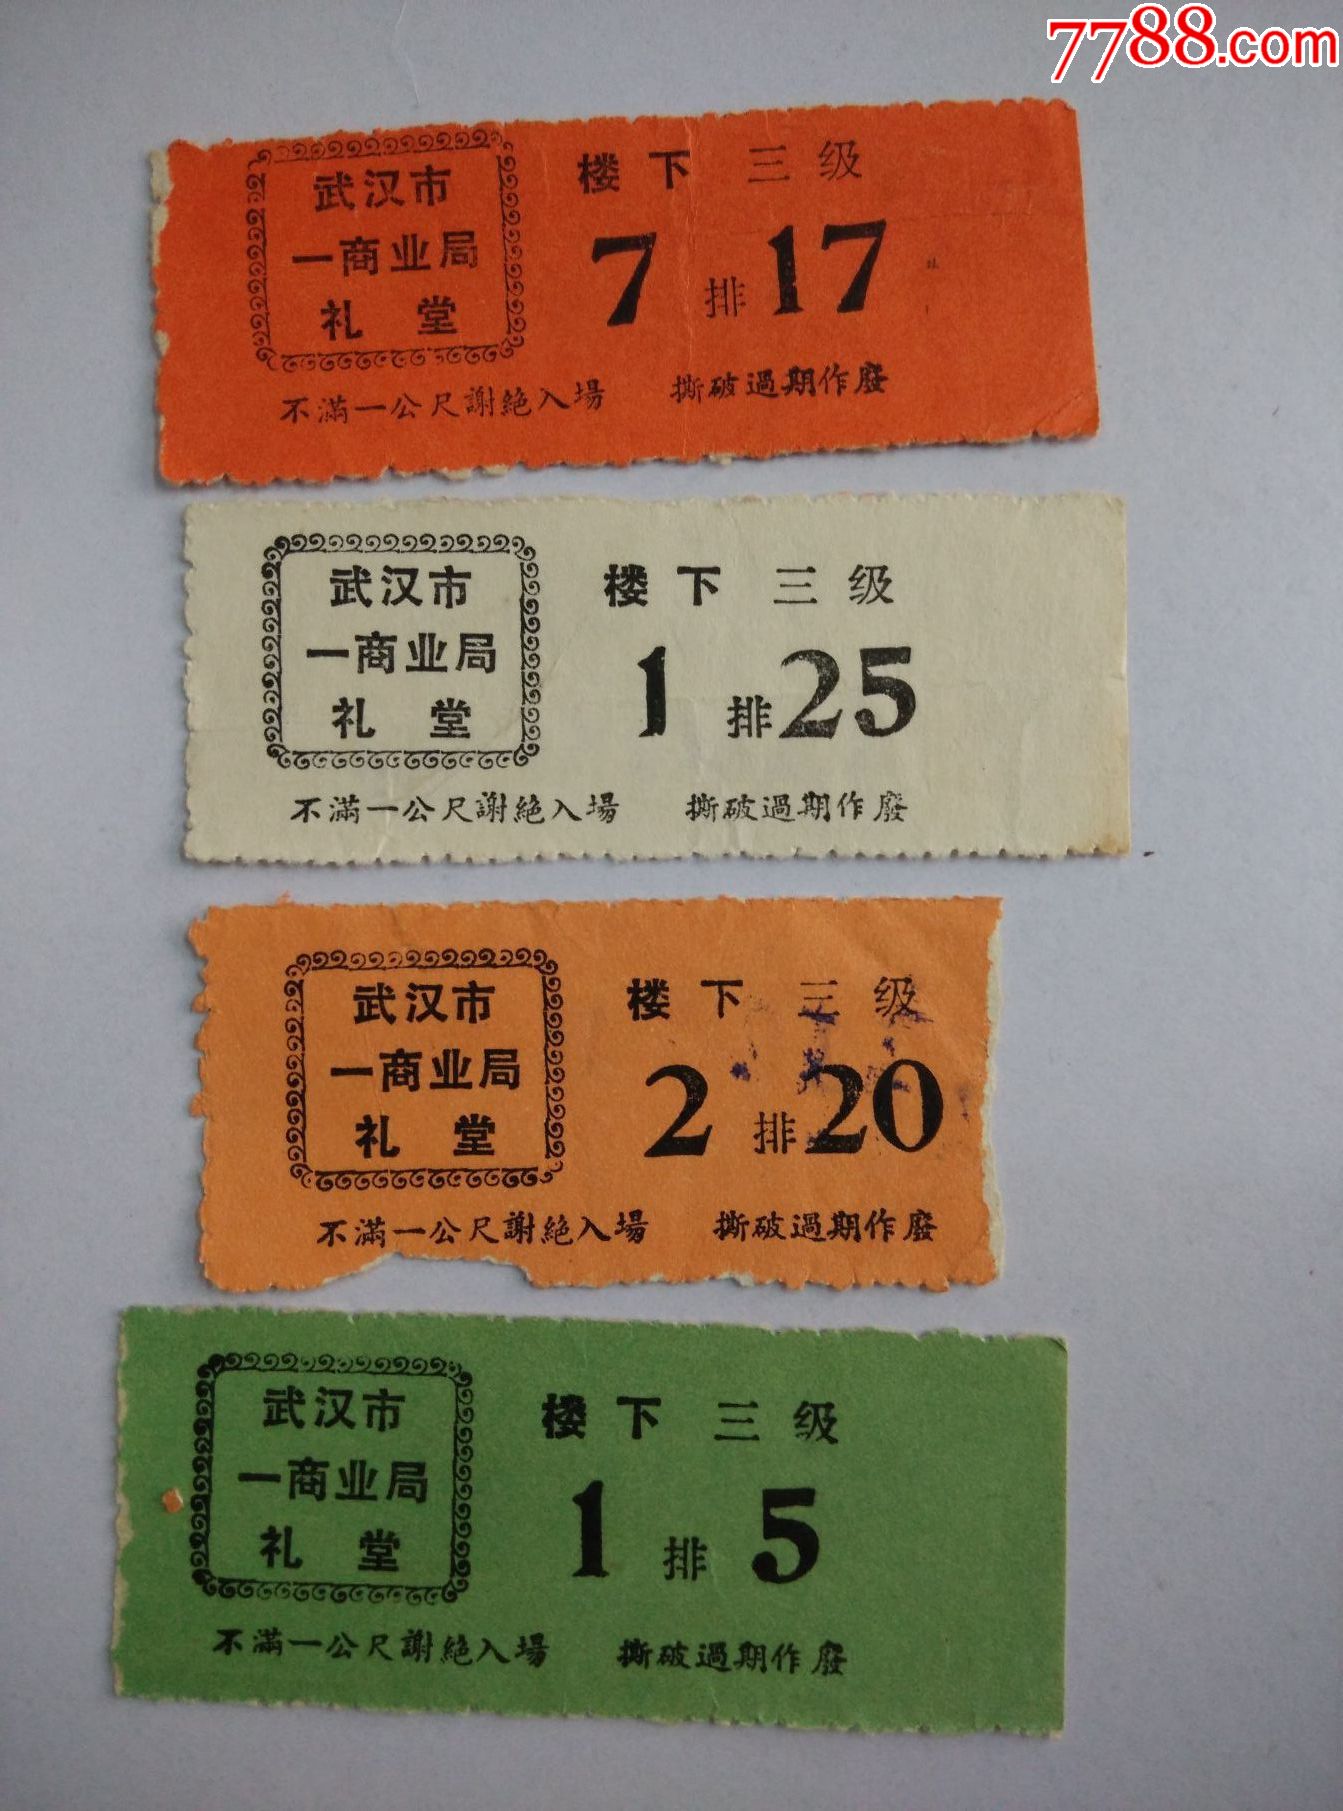 7788.com
武汉市
一商业局
礼 堂
楼下 三级
7 排 17
不滿一公尺謝絕入場 撕破過期作廢
武汉市
一商业局
礼 堂
楼下 三级
1 排 25
不滿一公尺謝絕入場 撕破過期作廢
武汉市
一商业局
礼 堂
楼下 三级
2 排 20
不滿一公尺謝絕入場 撕破過期作廢
武汉市
一商业局
礼 堂
楼下 三级
1 排 5
不滿一公尺謝絕入場 撕破過期作廢